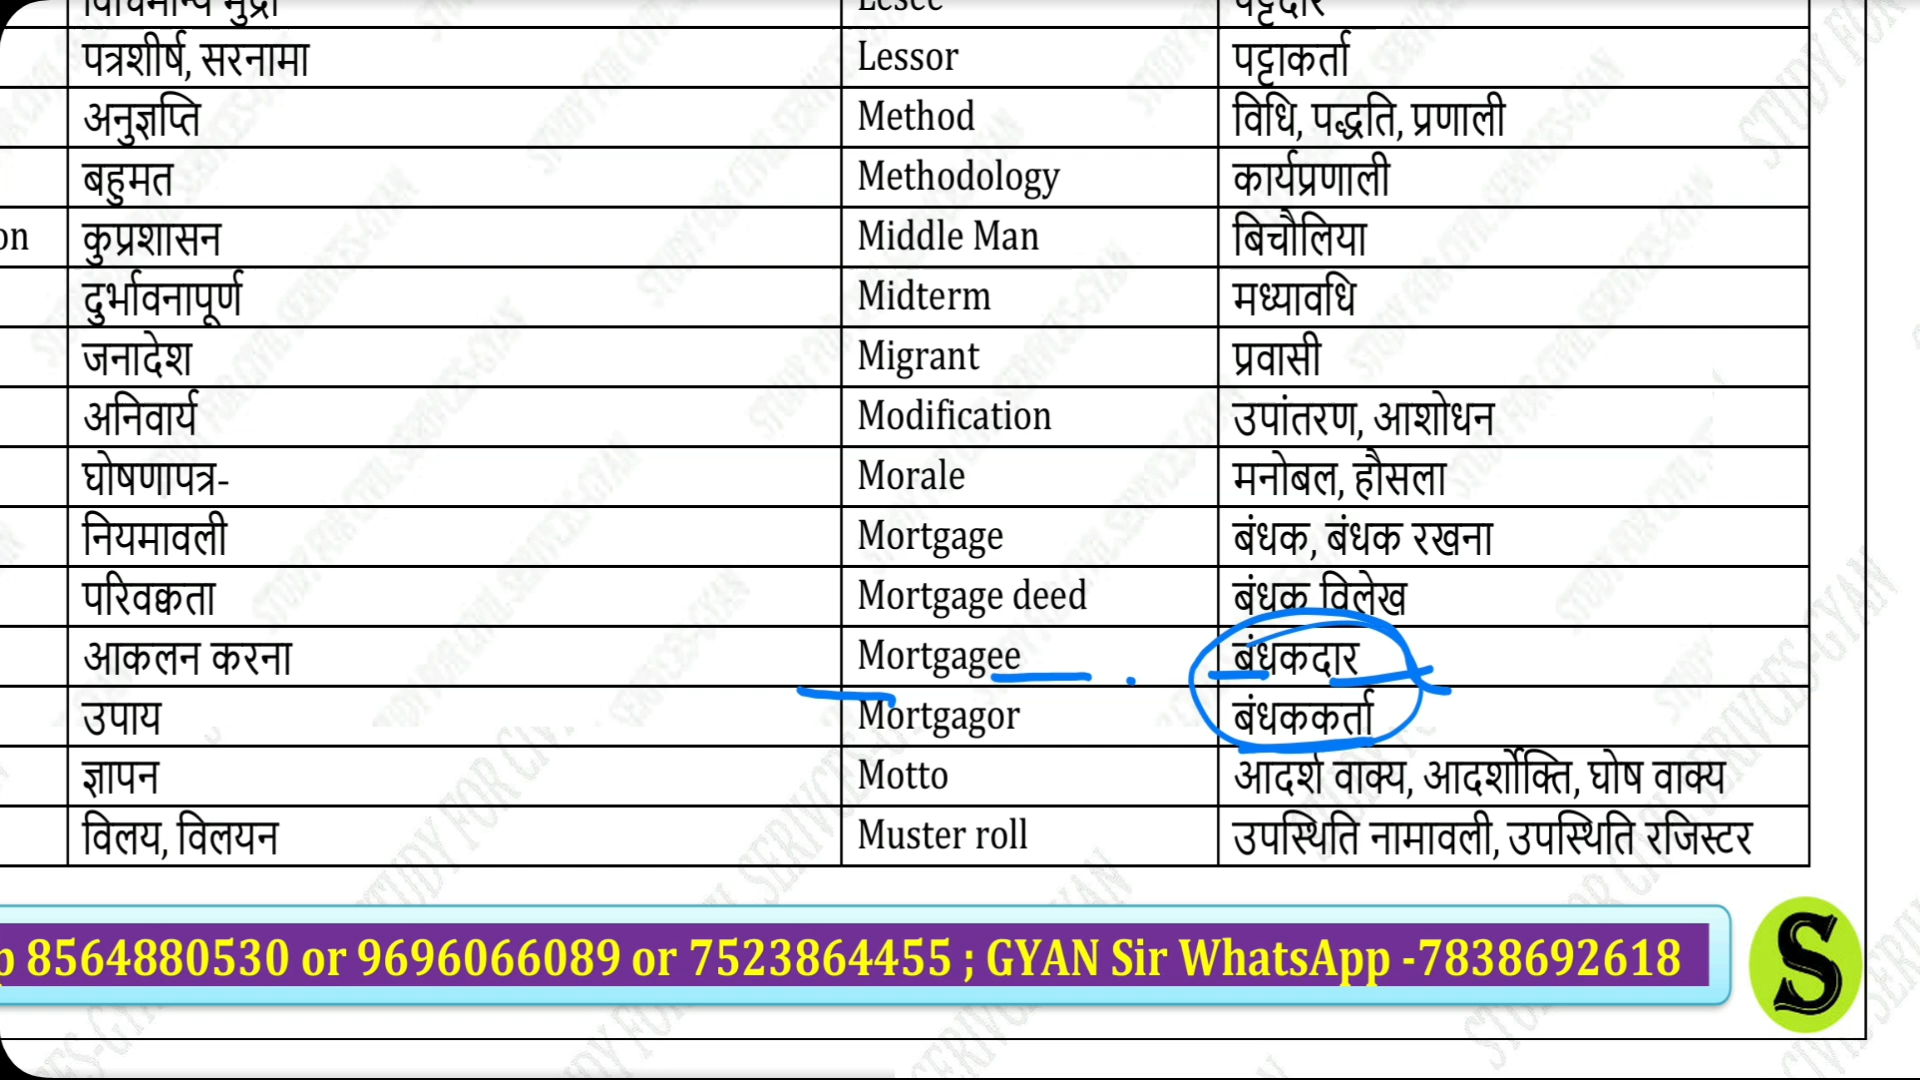 विधिमान्य मुद्रा Lesee पट्टेदार
पत्रशीर्ष, सरनामा Lessor पट्टाकर्ता
अनुज्ञप्ति Method विधि, पद्धति, प्रणाली
बहुमत Methodology कार्यप्रणाली
on कुप्रशासन Middle Man बिचौलिया
दुर्भावनापूर्ण Midterm मध्यावधि
जनादेश Migrant प्रवासी
अनिवार्य Modification उपांतरण, आशोधन
घोषणापत्र- Morale मनोबल, हौसला
नियमावली Mortgage बंधक, बंधक रखना
परिवक्वता Mortgage deed बंधक विलेख
आकलन करना Mortgagee बंधकदार
उपाय Mortgagor बंधककर्ता
ज्ञापन Motto आदर्श वाक्य, आदर्शोक्ति, घोष वाक्य
विलय, विलयन Muster roll उपस्थिति नामावली, उपस्थिति रजिस्टर
p 8564880530 or 9696066089 or 7523864455 ; GYAN Sir WhatsApp -7838692618
S